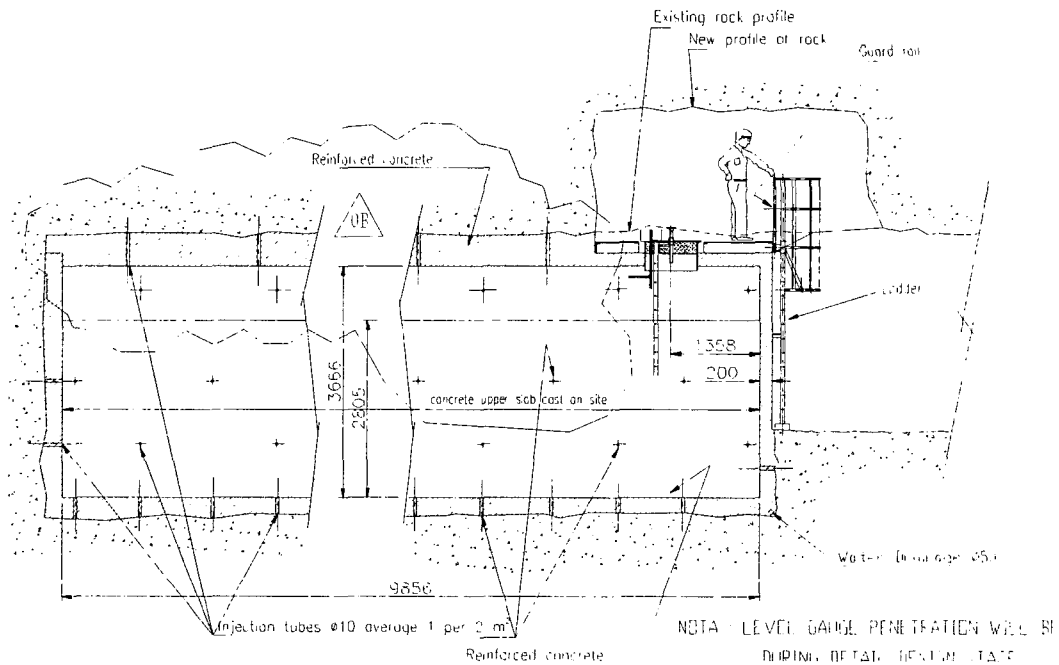 Existing rock profile
New profile of rock
Guard rail
Reinforced concrete
Ladder
1358
200
3666
2805
concrete upper slab cast on site
Water Drainage
9856
Injection tubes ø10 average 1 per 2 m²
Reinforced concrete
NOTA : LEVEL GAUGE PENETRATION WILL BE
DURING DETAIL DESIGN STATE